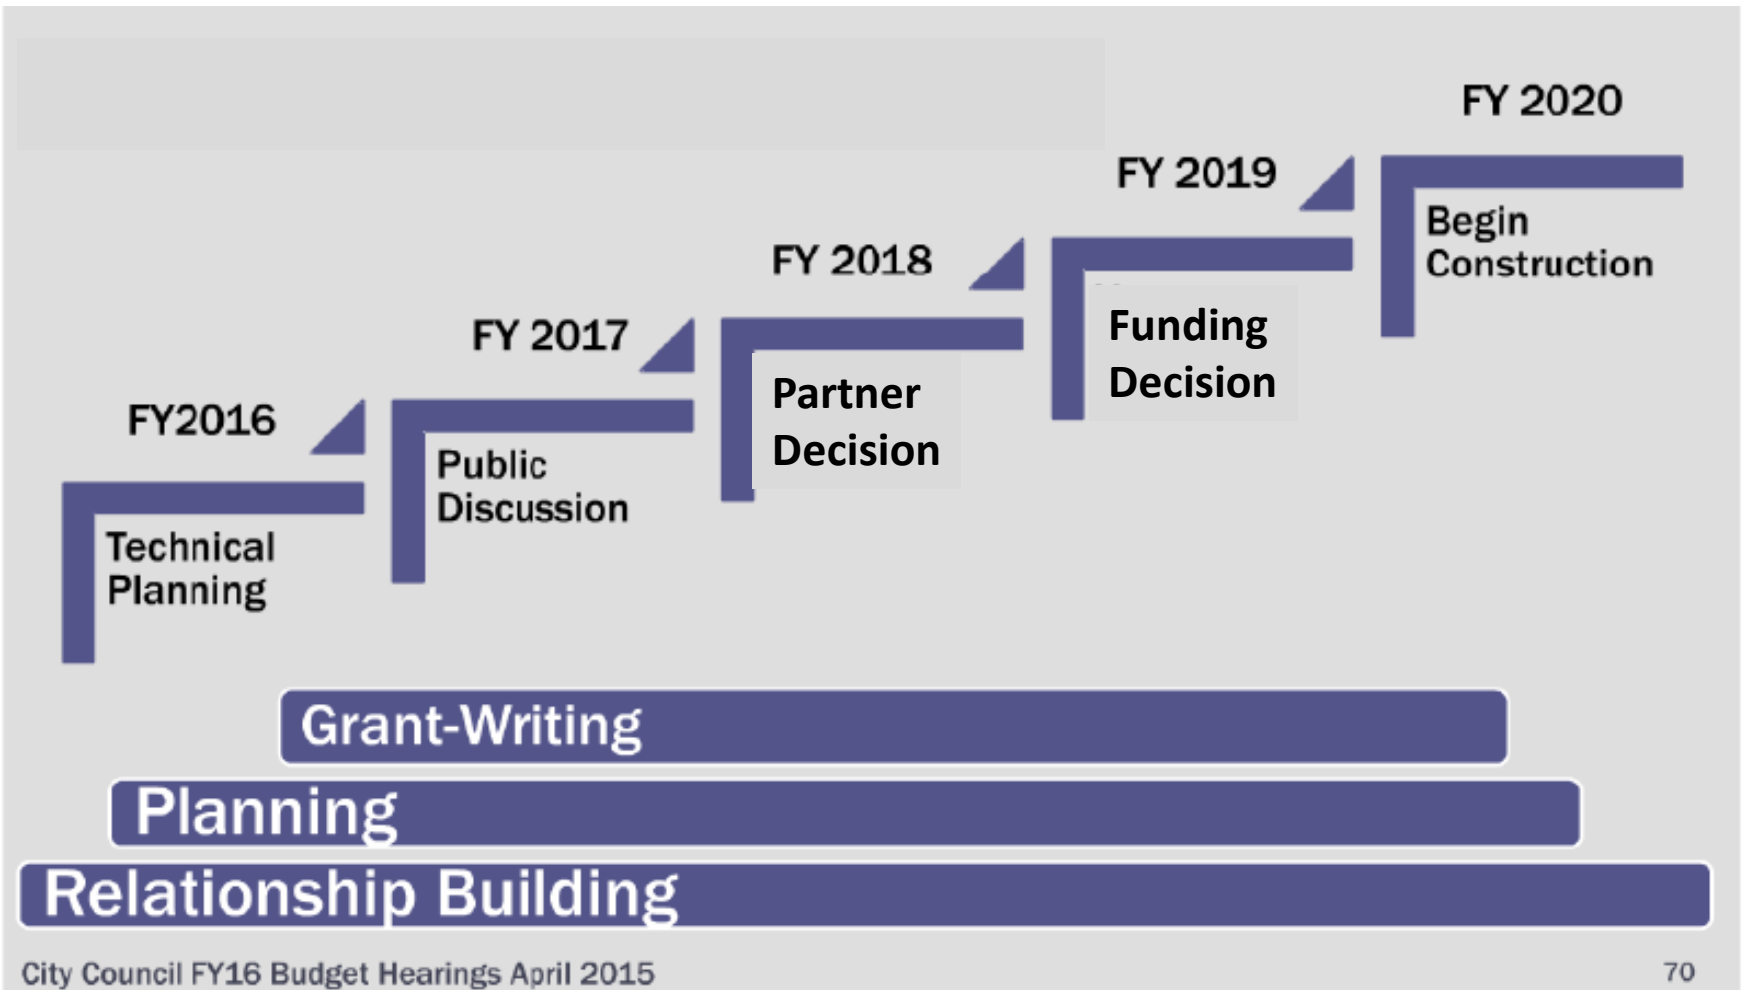 FY 2020
FY 2019
Begin
Construction
FY 2018
Funding
Decision
FY 2017
Partner
Decision
FY2016
Public
Discussion
Technical
Planning
Grant-Writing
Planning
Relationship Building
City Council FY16 Budget Hearings April 2015
70